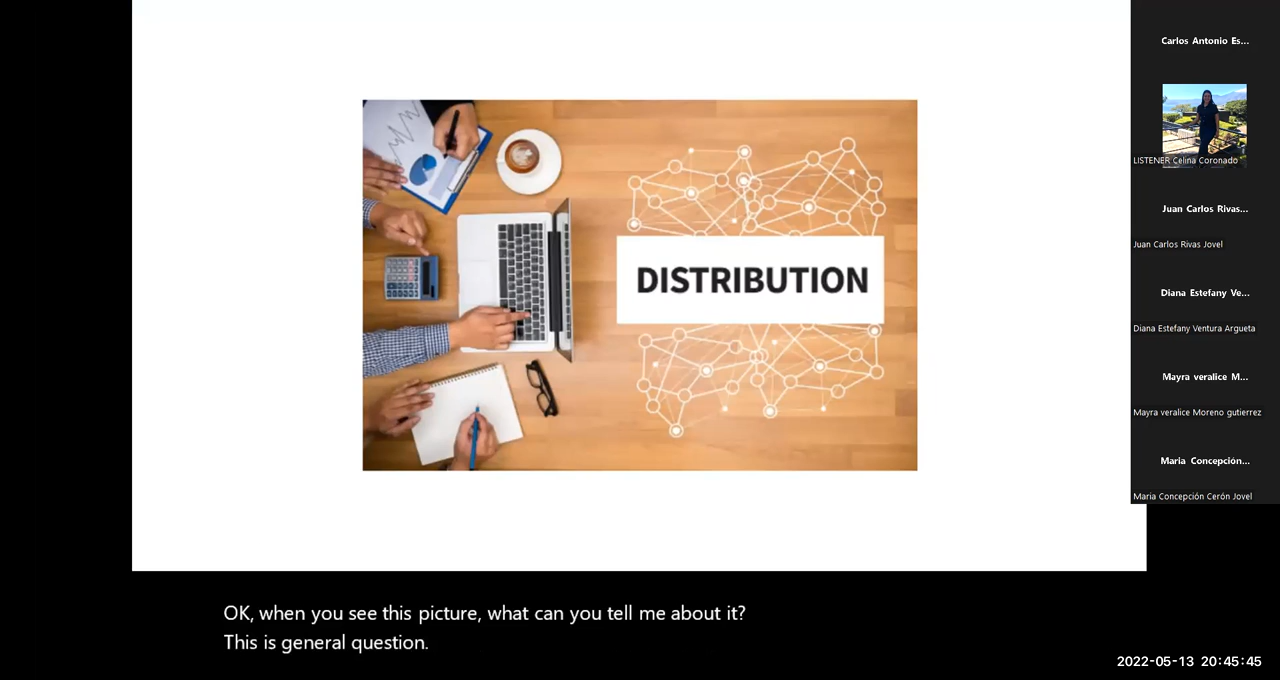 DISTRIBUTION
Carlos Antonio Es...
LISTENER Celina Coronado
Juan Carlos Rivas...
Juan Carlos Rivas Jovel
Diana Estefany Ve...
Diana Estefany Ventura Argueta
Mayra veralice M...
Mayra veralice Moreno gutierrez
Maria Concepción...
Maria Concepción Cerón Jovel
OK, when you see this picture, what can you tell me about it?
This is general question.
2022-05-13 20:45:45